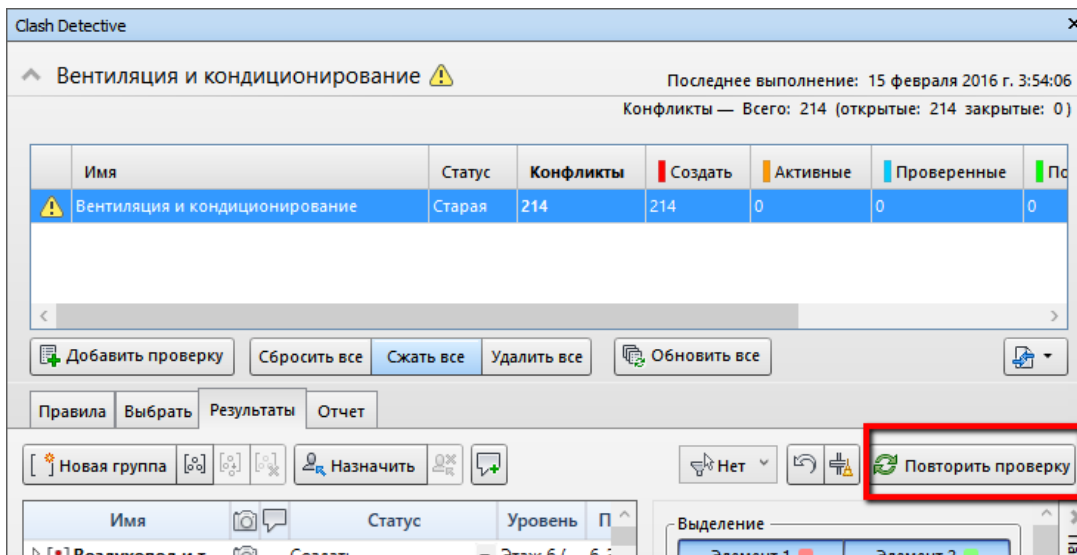 Clash Detective
Вентиляция и кондиционирование
Последнее выполнение: 15 февраля 2016 г. 3:54:06
Конфликты — Всего: 214 (открытые: 214 закрытые: 0)
Имя Статус Конфликты Создать Активные Проверенные
Вентиляция и кондиционирование Старая 214 214 0 0 0
Добавить проверку Сбросить все Сжать все Удалить все Обновить все
Правила Выбрать Результаты Отчет
Новая группа Назначить Нет Повторить проверку
Имя Статус Уровень Выделение